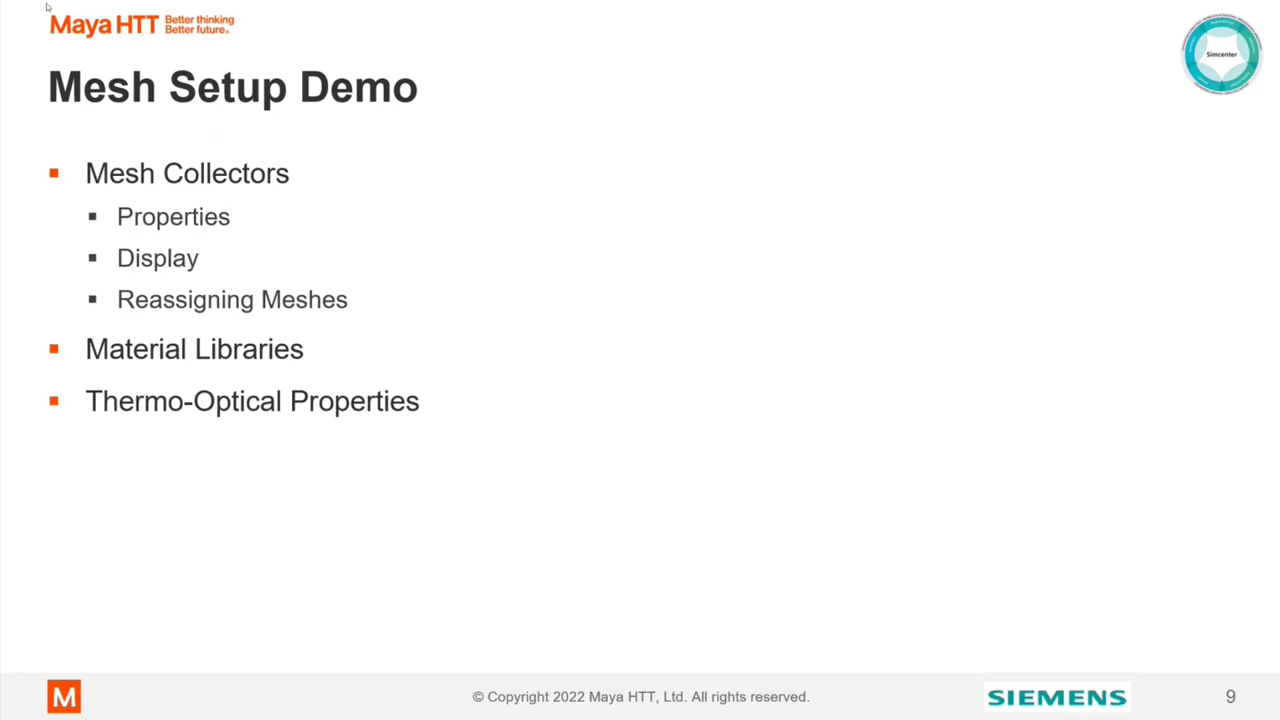 Maya HTT Better thinking
Better future.
Simcenter
Mesh Setup Demo
Mesh Collectors
Properties
Display
Reassigning Meshes
Material Libraries
Thermo-Optical Properties
M
© Copyright 2022 Maya HTT, Ltd. All rights reserved.
SIEMENS
9